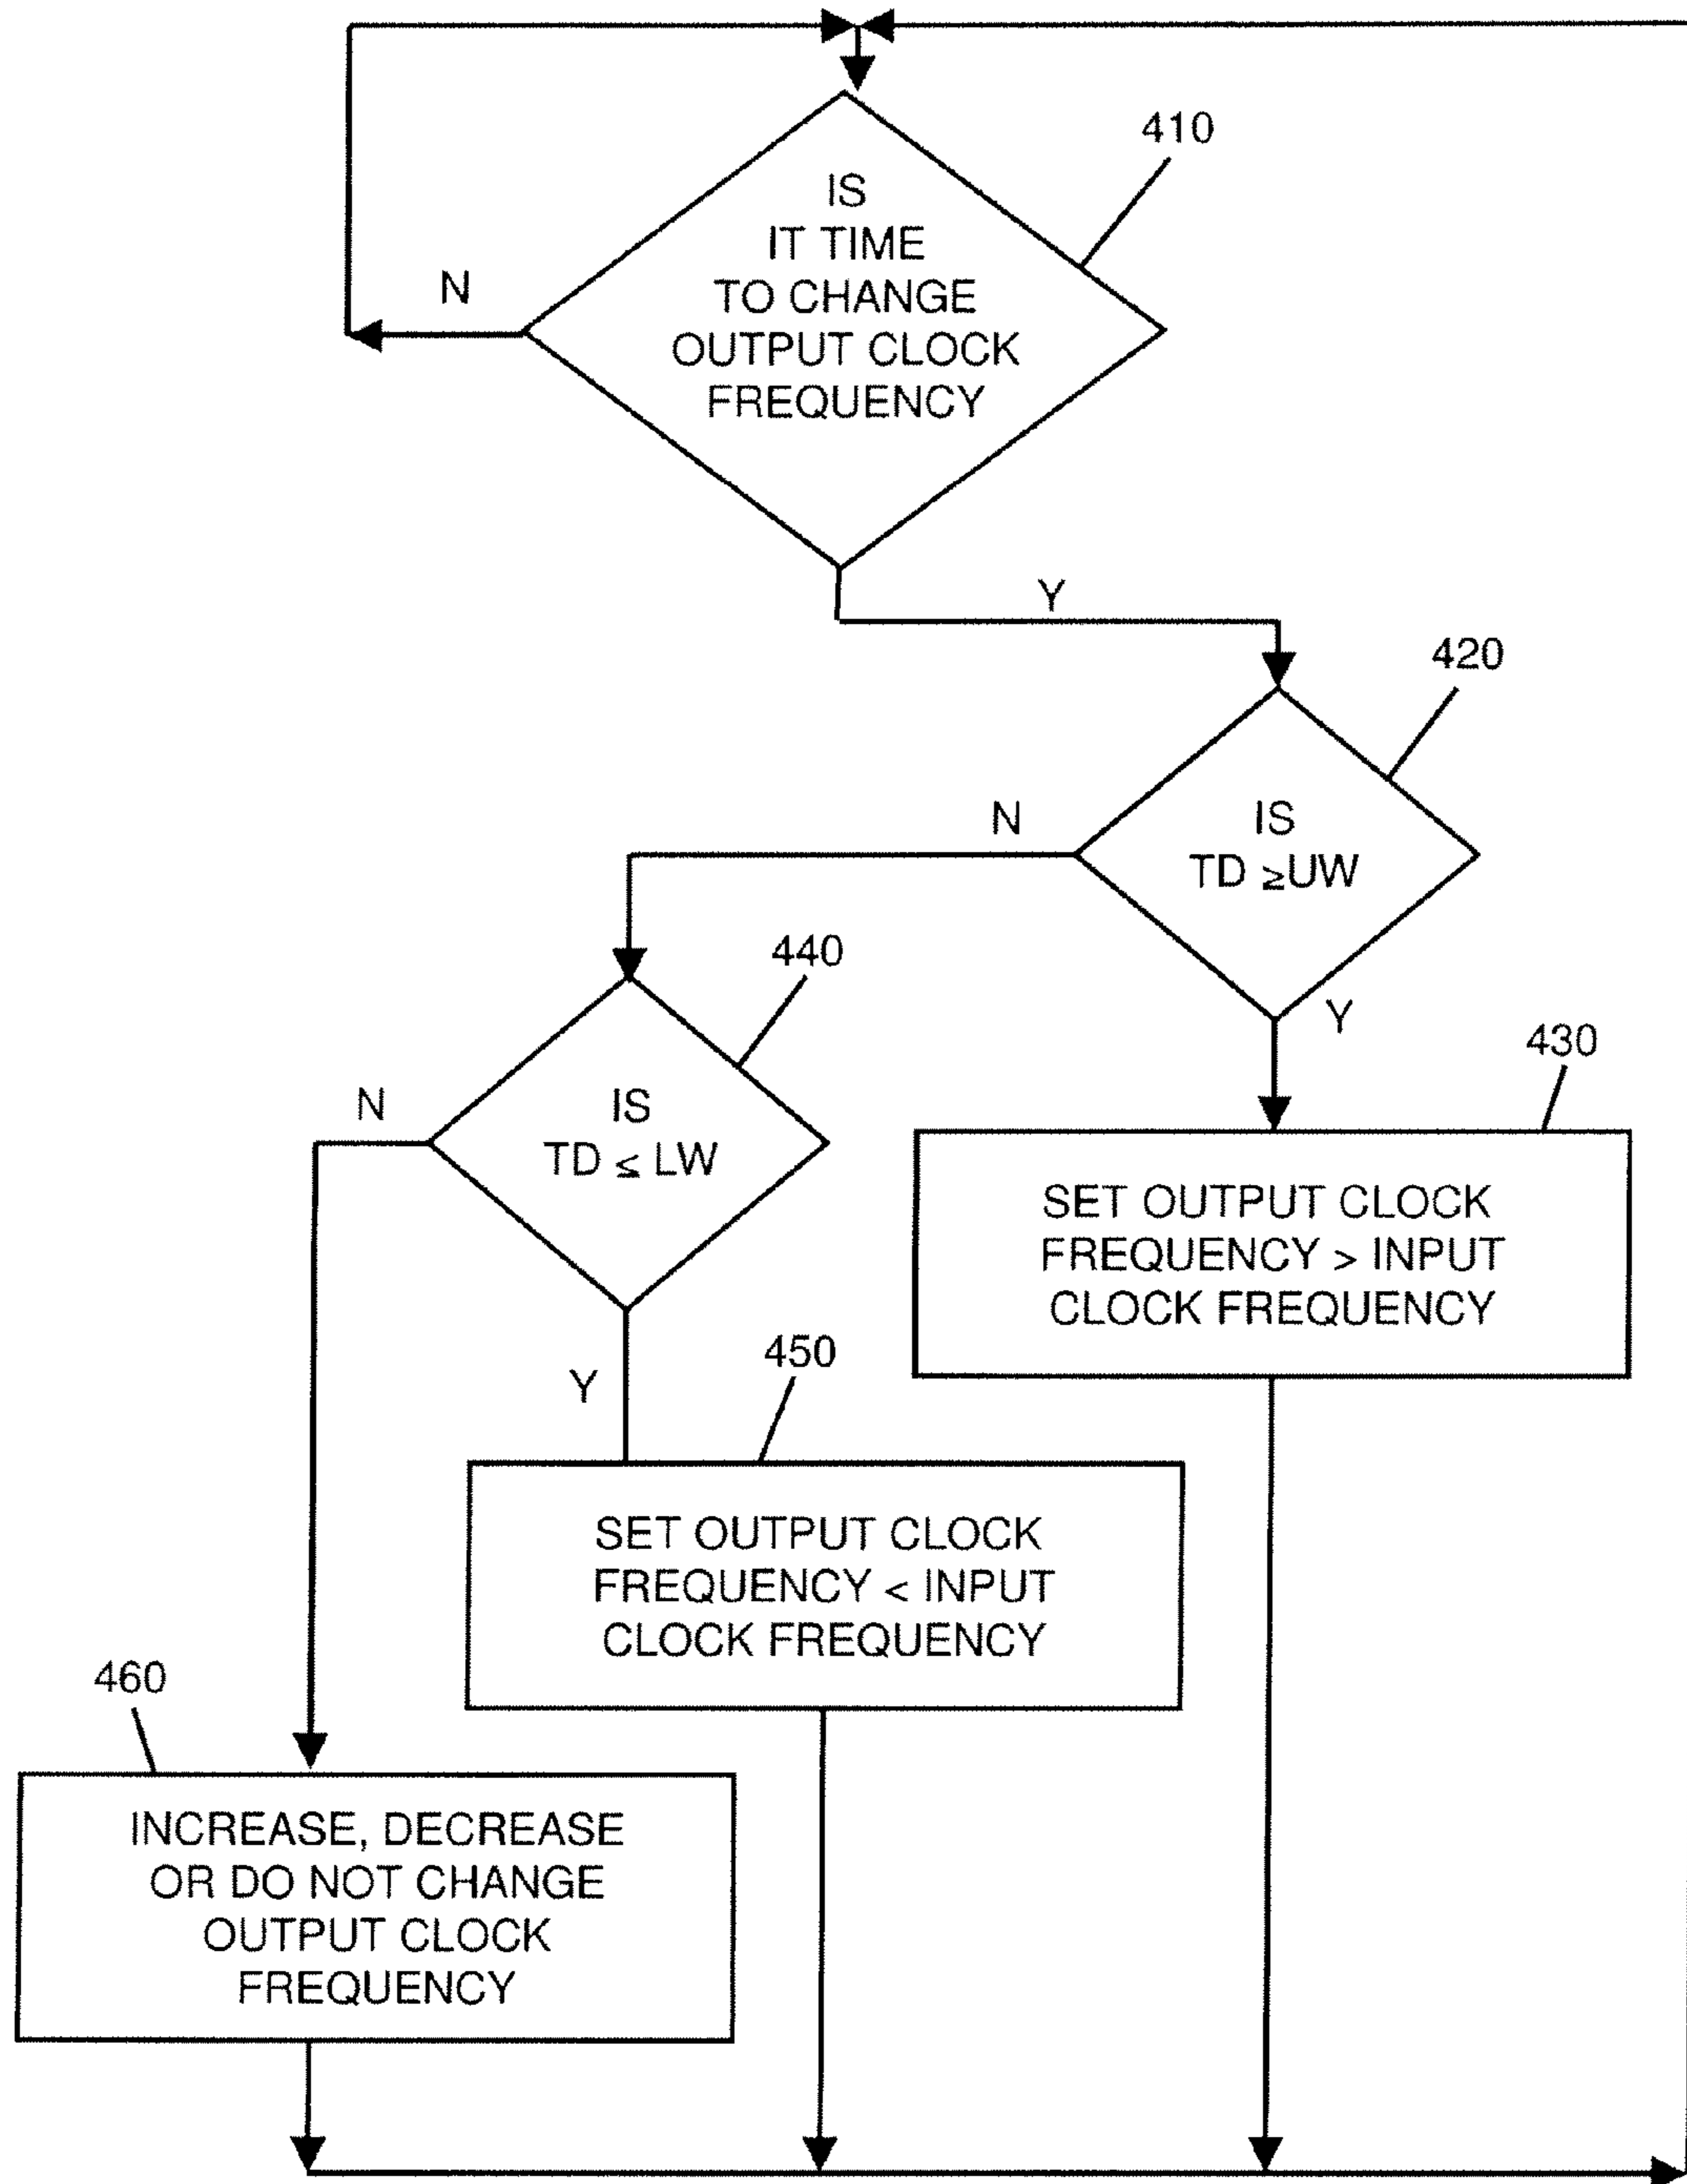 410
IS
IT TIME
TO CHANGE
OUTPUT CLOCK
FREQUENCY
N
Y
420
IS
TD ≥UW
N
Y
440
IS
TD ≤ LW
N
Y
430
SET OUTPUT CLOCK
FREQUENCY > INPUT
CLOCK FREQUENCY
450
SET OUTPUT CLOCK
FREQUENCY < INPUT
CLOCK FREQUENCY
460
INCREASE, DECREASE
OR DO NOT CHANGE
OUTPUT CLOCK
FREQUENCY